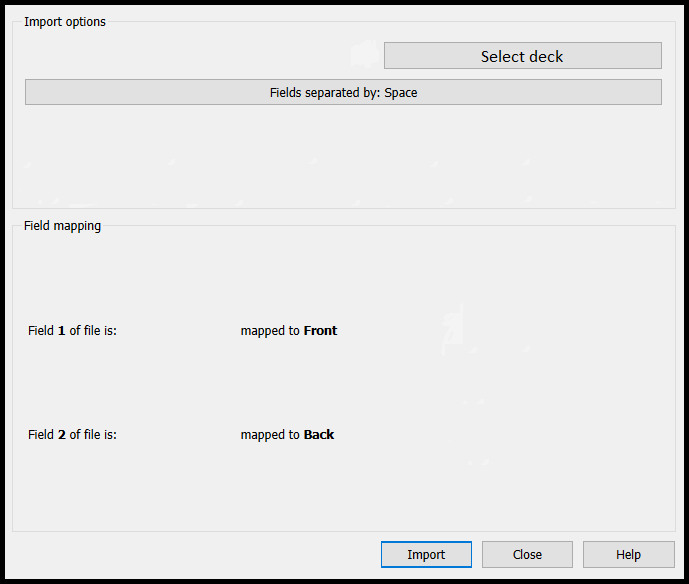 Import options
Select deck
Fields separated by: Space
Field mapping
Field 1 of file is: mapped to Front
Field 2 of file is: mapped to Back
Import Close Help